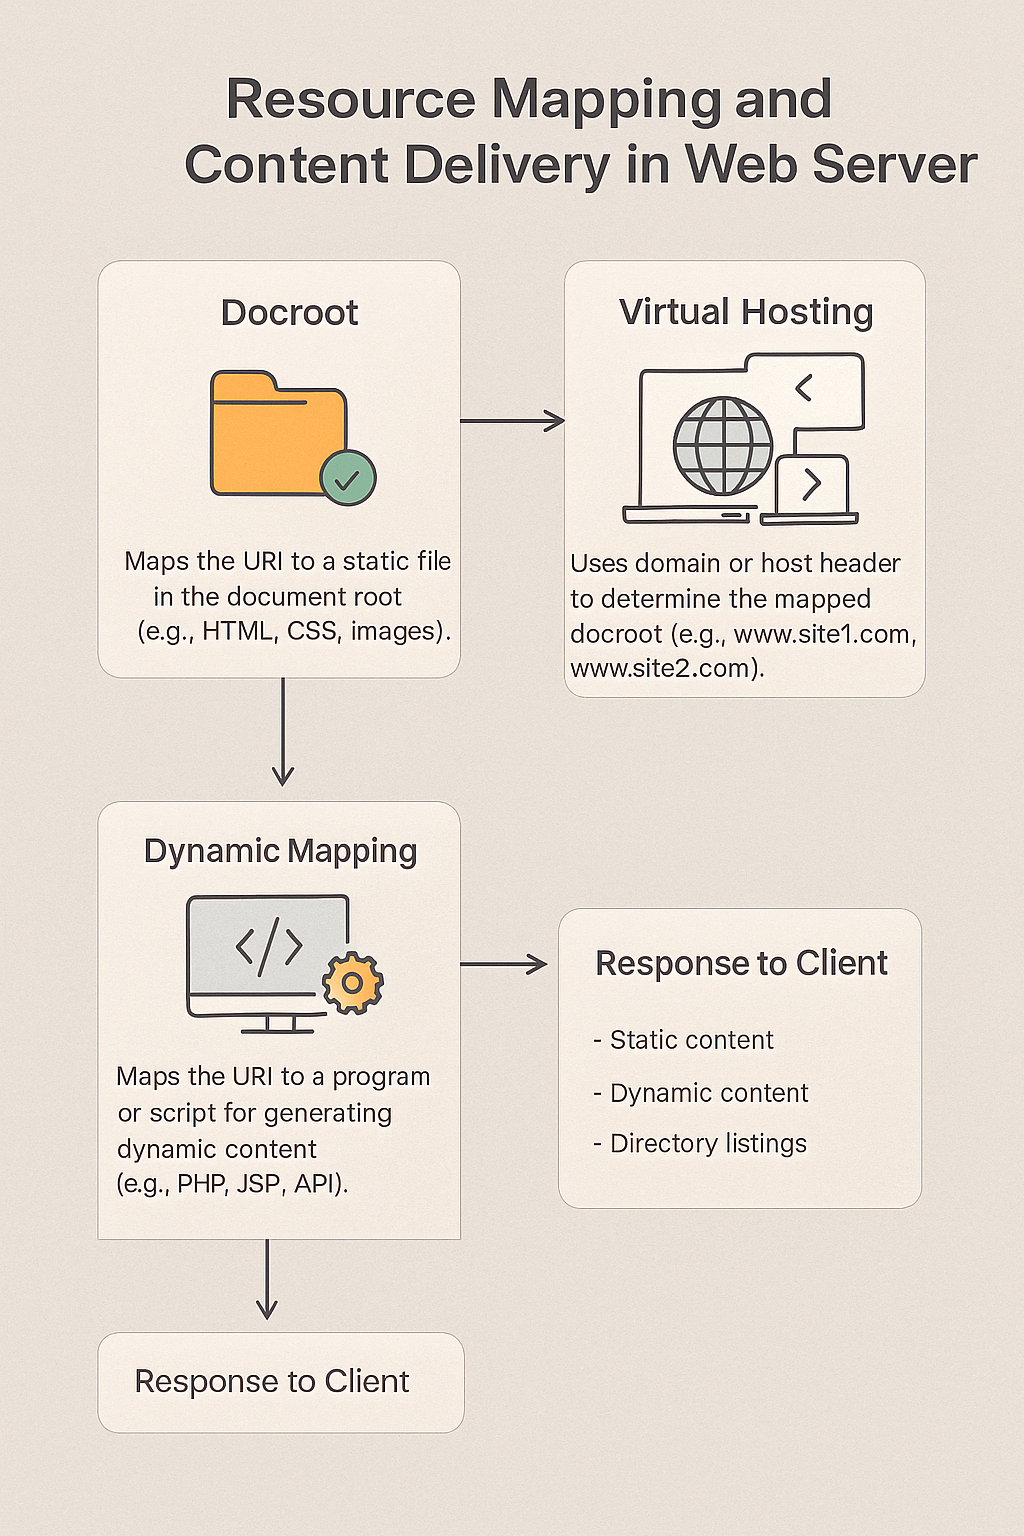 Resource Mapping and
Content Delivery in Web Server
Docroot
Maps the URI to a static file
in the document root
(e.g., HTML, CSS, images).
Virtual Hosting
Uses domain or host header
to determine the mapped
docroot (e.g., www.site1.com,
www.site2.com).
Dynamic Mapping
</>
Maps the URI to a program
or script for generating
dynamic content
(e.g., PHP, JSP, API).
Response to Client
- Static content
- Dynamic content
- Directory listings
Response to Client